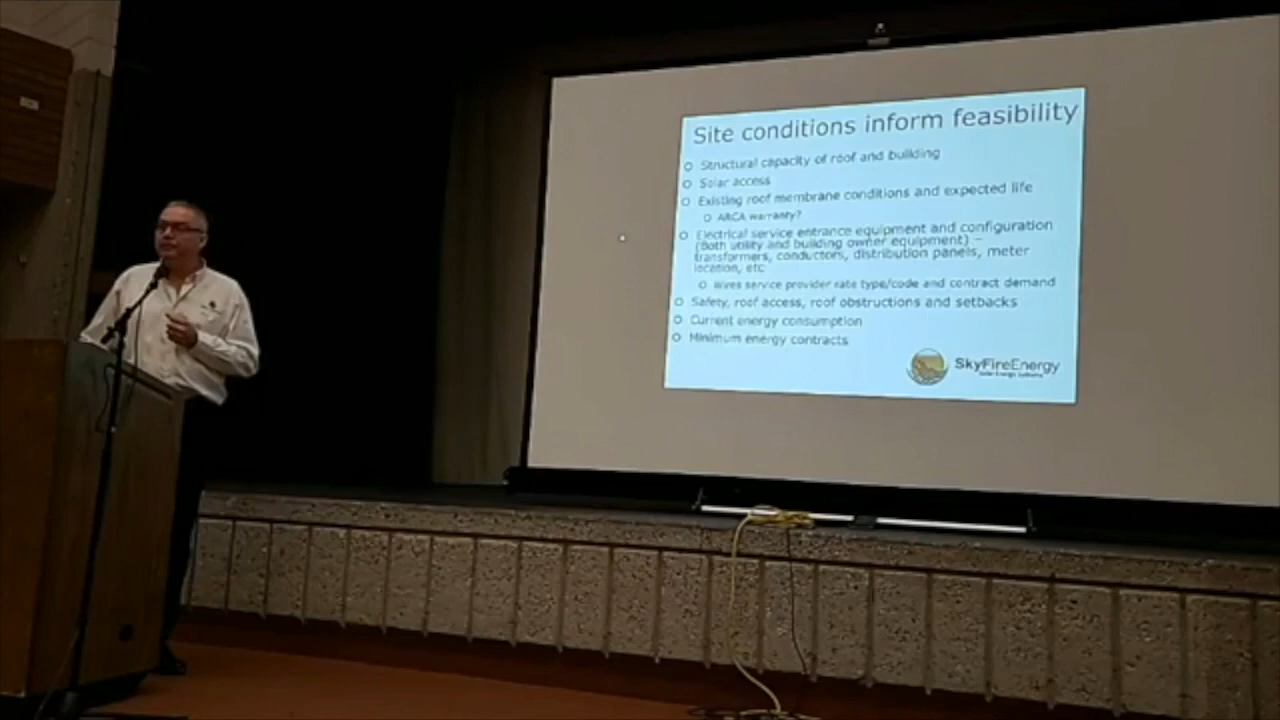 Site conditions inform feasibility
Structural capacity of roof and building
Solar access
Existing roof membrane conditions and expected life
ARCA warranty?
Electrical service entrance equipment and configuration
(Both utility and building owner equipment) –
transformers, conductors, distribution panels, meter
location, etc
Wires service provider rate type/code and contract demand
Safety, roof access, roof obstructions and setbacks
Current energy consumption
Minimum energy contracts
SkyFireEnergy
Solar Energy Systems